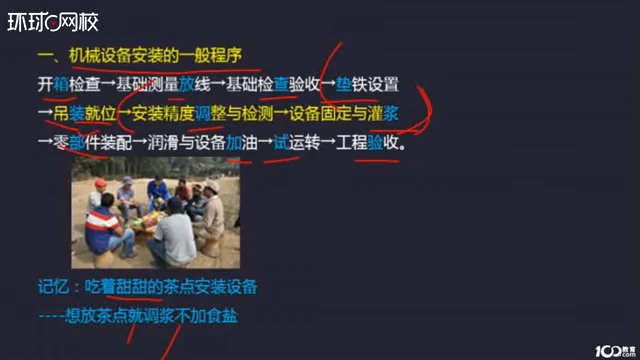 环球网校
一、机械设备安装的一般程序
开箱检查→基础测量放线→基础检查验收→垫铁设置
→吊装就位→安装精度调整与检测→设备固定与灌浆
→零部件装配→润滑与设备加油→试运转→工程验收。
记忆：吃着甜甜的茶点安装设备
----想放茶点就调浆不加食盐
100教育
.com